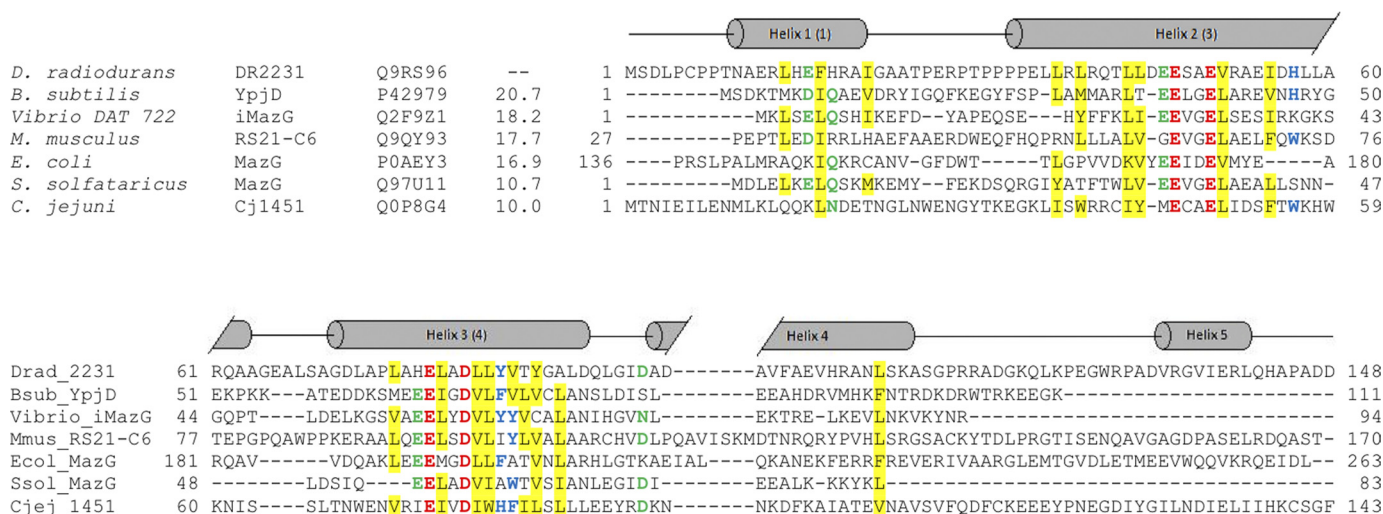 Helix 1 (1) Helix 2 (3)
D. radiodurans DR2231 Q9RS96 -- 1 MSDLPCPPTNAERLHEFHRAIGAATPERPTPPPPELLRLRQTLLDEESAEVRAEIDHLLA 60
B. subtilis YpjD P42979 20.7 1 --------MSDKTMKDIQAEVDRYIGQFKEGYFSP-LAMMARLT-EELGELAREVNHRYG 50
Vibrio DAT 722 iMazG Q2F9Z1 18.2 1 ----------MKLSELQSHIKEFD-YAPEQSE---HYFFKLI-EEVGELSESIRKGKS 43
M. musculus RS21-C6 Q9QY93 17.7 27 ---------PEPTLEDIRRLHAEFAAERDWEQFHQPRNLLLALV-GEVGELAELFQWKSD 76
E. coli MazG P0AEY3 16.9 136 ----PRSLPALMRAQKIQKRCANV-GFDWT-----TLGPVVDKVYEEIDEVMYE-----A 180
S. solfataricus MazG Q97U11 10.7 1 ---------MDLELKELQSKMKEMY---FEKDSQRGIYATFTWLV-EEVGELAEALLSNN- 47
C. jejuni Cj1451 Q0P8G4 10.0 1 MTNIEILENMLKLQQKLNDETNGLNWENGYTKEGKLISWRRCIY-MECAELIDSFTWKHW 59
Helix 3 (4) Helix 4 Helix 5
Drad_2231 61 RQAAGEALSAGDLAPLAHELADLLYVTYGALDQLGIDAD--------AVFAEVHRANLSKASGPRRADGKQLKPEGWRPADVRGVIERLQHAPADD 148
Bsub_YpjD 51 EKPKK---ATEDDKSMEEEIGDVLFVLVCLANSLDISL---------EEAHDRVMHKFNTRDKDRWTRKEEGK------------------ 111
Vibrio_iMazG 44 GQPT----LDELKGSVAEELYDVLYYVCALANIHGVNL---------EKTRE-LKEVLNKVKYNR-------------------------- 94
Mmus_RS21-C6 77 TEPGPQAWPPKERAALQEELSDVLIYLVALAARCHVDLPQAVISKMDTNRQRYPVHLSRGSACKYTDLPRGTISENQAVGAGDPASELRDQAST- 170
Ecol_MazG 181 RQAV------VDQAKLEEEMGDLLFATVNLARHLGTKAEIAL-----QKANEKFERRFREVERIVAARGLEMTGVDLETMEEVWQQVKRQEIDL- 263
Ssol_MazG 48 -------LDSIQ----EELADVIAWTVSIANLEGIDI----------EEALK-KKYKL--------------------------------- 83
Cjej_1451 60 KNIS---SLTNWENVRIEIVDIWHFILSLLLEEYRDKN---------NKDFKAIATEVNAVSVFQDFCKEEEYPNEGDIYGILNDIELIIHKCSGF 143